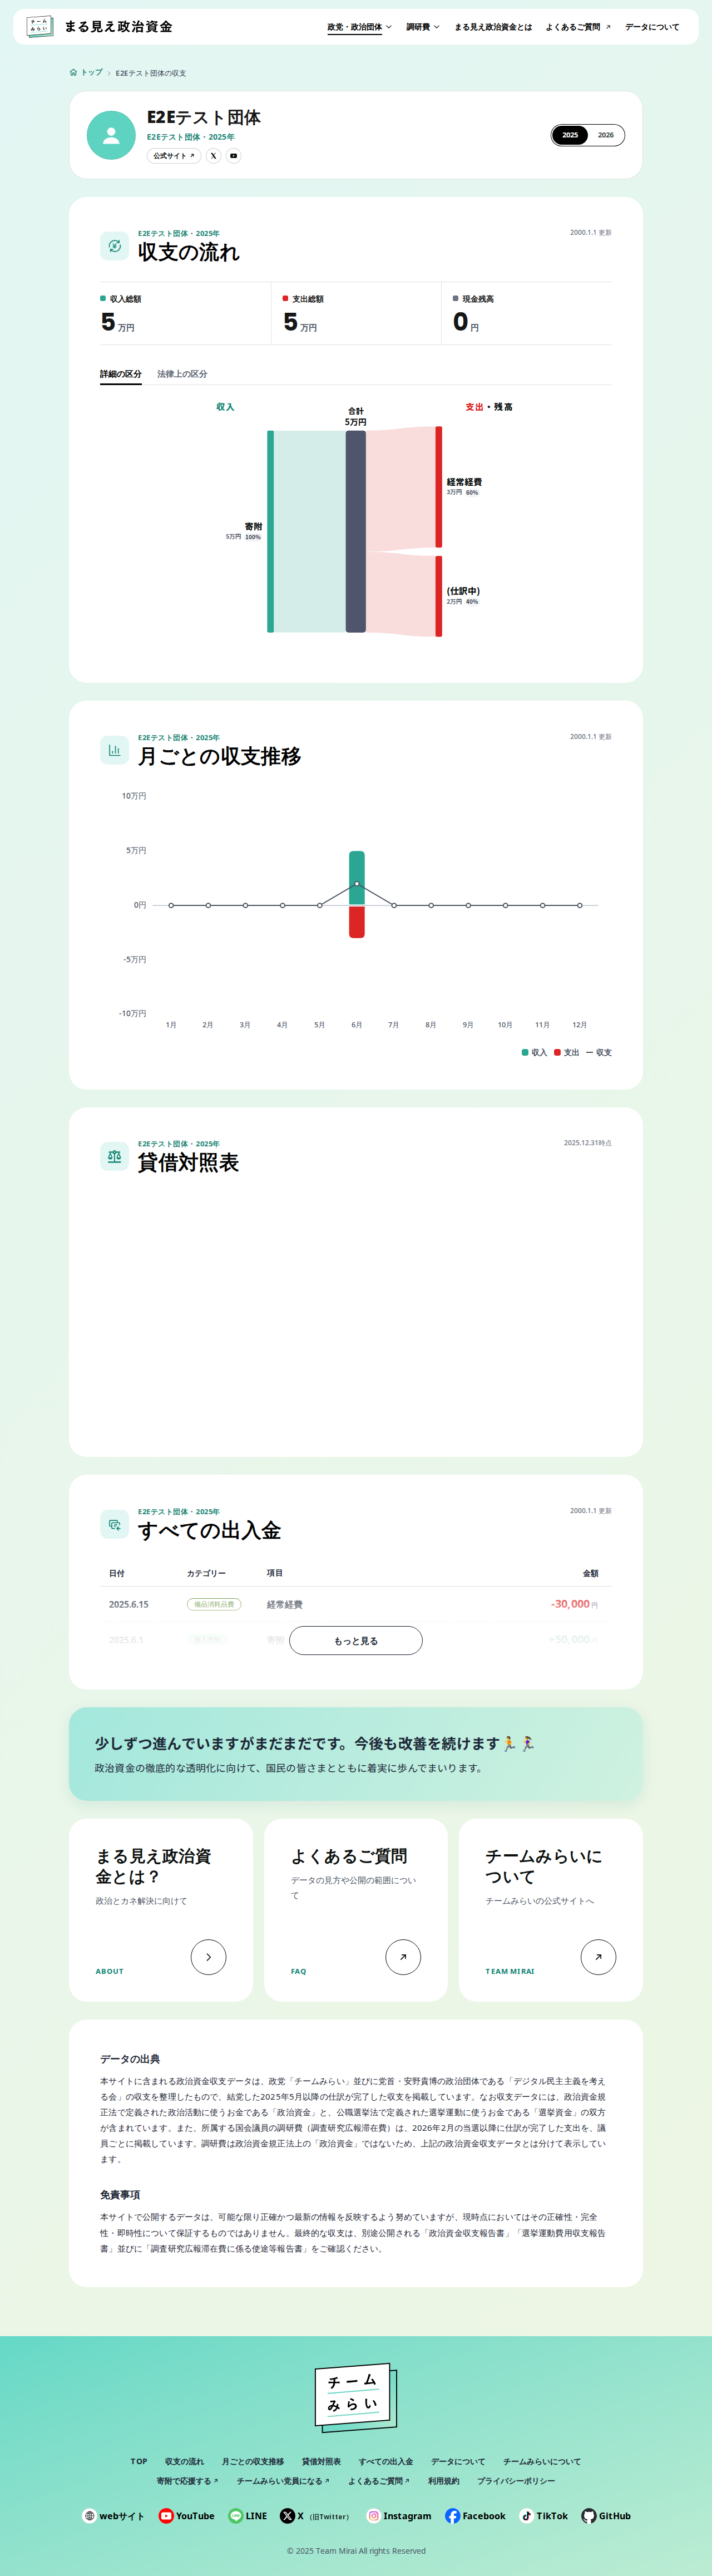 チーム
みらい
まる見え政治資金
政党・政治団体
調研費
まる見え政治資金とは
よくあるご質問
データについて
トップ
E2Eテスト団体の収支
E2Eテスト団体
E2Eテスト団体・2025年
公式サイト
2025
2026
E2Eテスト団体・2025年
収支の流れ
2000.1.1 更新
収入総額
5 万円
支出総額
5 万円
現金残高
0 円
詳細の区分
法律上の区分
収入
合計
5万円
支出・残高
寄附
5万円 100%
経常経費
3万円 60%
(仕訳中)
2万円 40%
E2Eテスト団体・2025年
月ごとの収支推移
2000.1.1 更新
10万円
5万円
0円
-5万円
-10万円
1月 2月 3月 4月 5月 6月 7月 8月 9月 10月 11月 12月
収入 支出 収支
E2Eテスト団体・2025年
貸借対照表
2025.12.31時点
E2Eテスト団体・2025年
すべての出入金
2000.1.1 更新
日付 カテゴリー 項目 金額
2025.6.15 備品消耗品費 経常経費 -30,000 円
2025.6.1 寄附 +50,000 円
もっと見る
少しずつ進んでいますがまだまだです。今後も改善を続けます🏃🏃‍♀️
政治資金の徹底的な透明化に向けて、国民の皆さまとともに着実に歩んでまいります。
まる見え政治資
金とは？
政治とカネ解決に向けて
ABOUT
よくあるご質問
データの見方や公開の範囲につい
て
FAQ
チームみらいに
ついて
チームみらいの公式サイトへ
TEAM MIRAI
データの出典
本サイトに含まれる政治資金収支データは、政党「チームみらい」並びに党首・安野貴博の政治団体である「デジタル民主主義を考え
る会」の収支を整理したもので、結党した2025年5月以降の仕訳が完了した収支を掲載しています。なお収支データには、政治資金規
正法で定義された政治活動に使うお金である「政治資金」と、公職選挙法で定義された選挙運動に使うお金である「選挙資金」の双方
が含まれています。また、所属する国会議員の調研費（調査研究広報滞在費）は、2026年2月の当選以降に仕訳が完了した支出を、議
員ごとに掲載しています。調研費は政治資金規正法上の「政治資金」ではないため、上記の政治資金収支データとは分けて表示してい
ます。
免責事項
本サイトで公開するデータは、可能な限り正確かつ最新の情報を反映するよう努めていますが、現時点においてはその正確性・完全
性・即時性について保証するものではありません。最終的な収支は、別途公開される「政治資金収支報告書」「選挙運動費用収支報告
書」並びに「調査研究広報滞在費に係る使途等報告書」をご確認ください。
チーム
みらい
TOP 収支の流れ 月ごとの収支推移 貸借対照表 すべての出入金 データについて チームみらいについて
寄附で応援する チームみらい党員になる よくあるご質問 利用規約 プライバシーポリシー
webサイト YouTube LINE X（旧Twitter） Instagram Facebook TikTok GitHub
© 2025 Team Mirai All rights Reserved